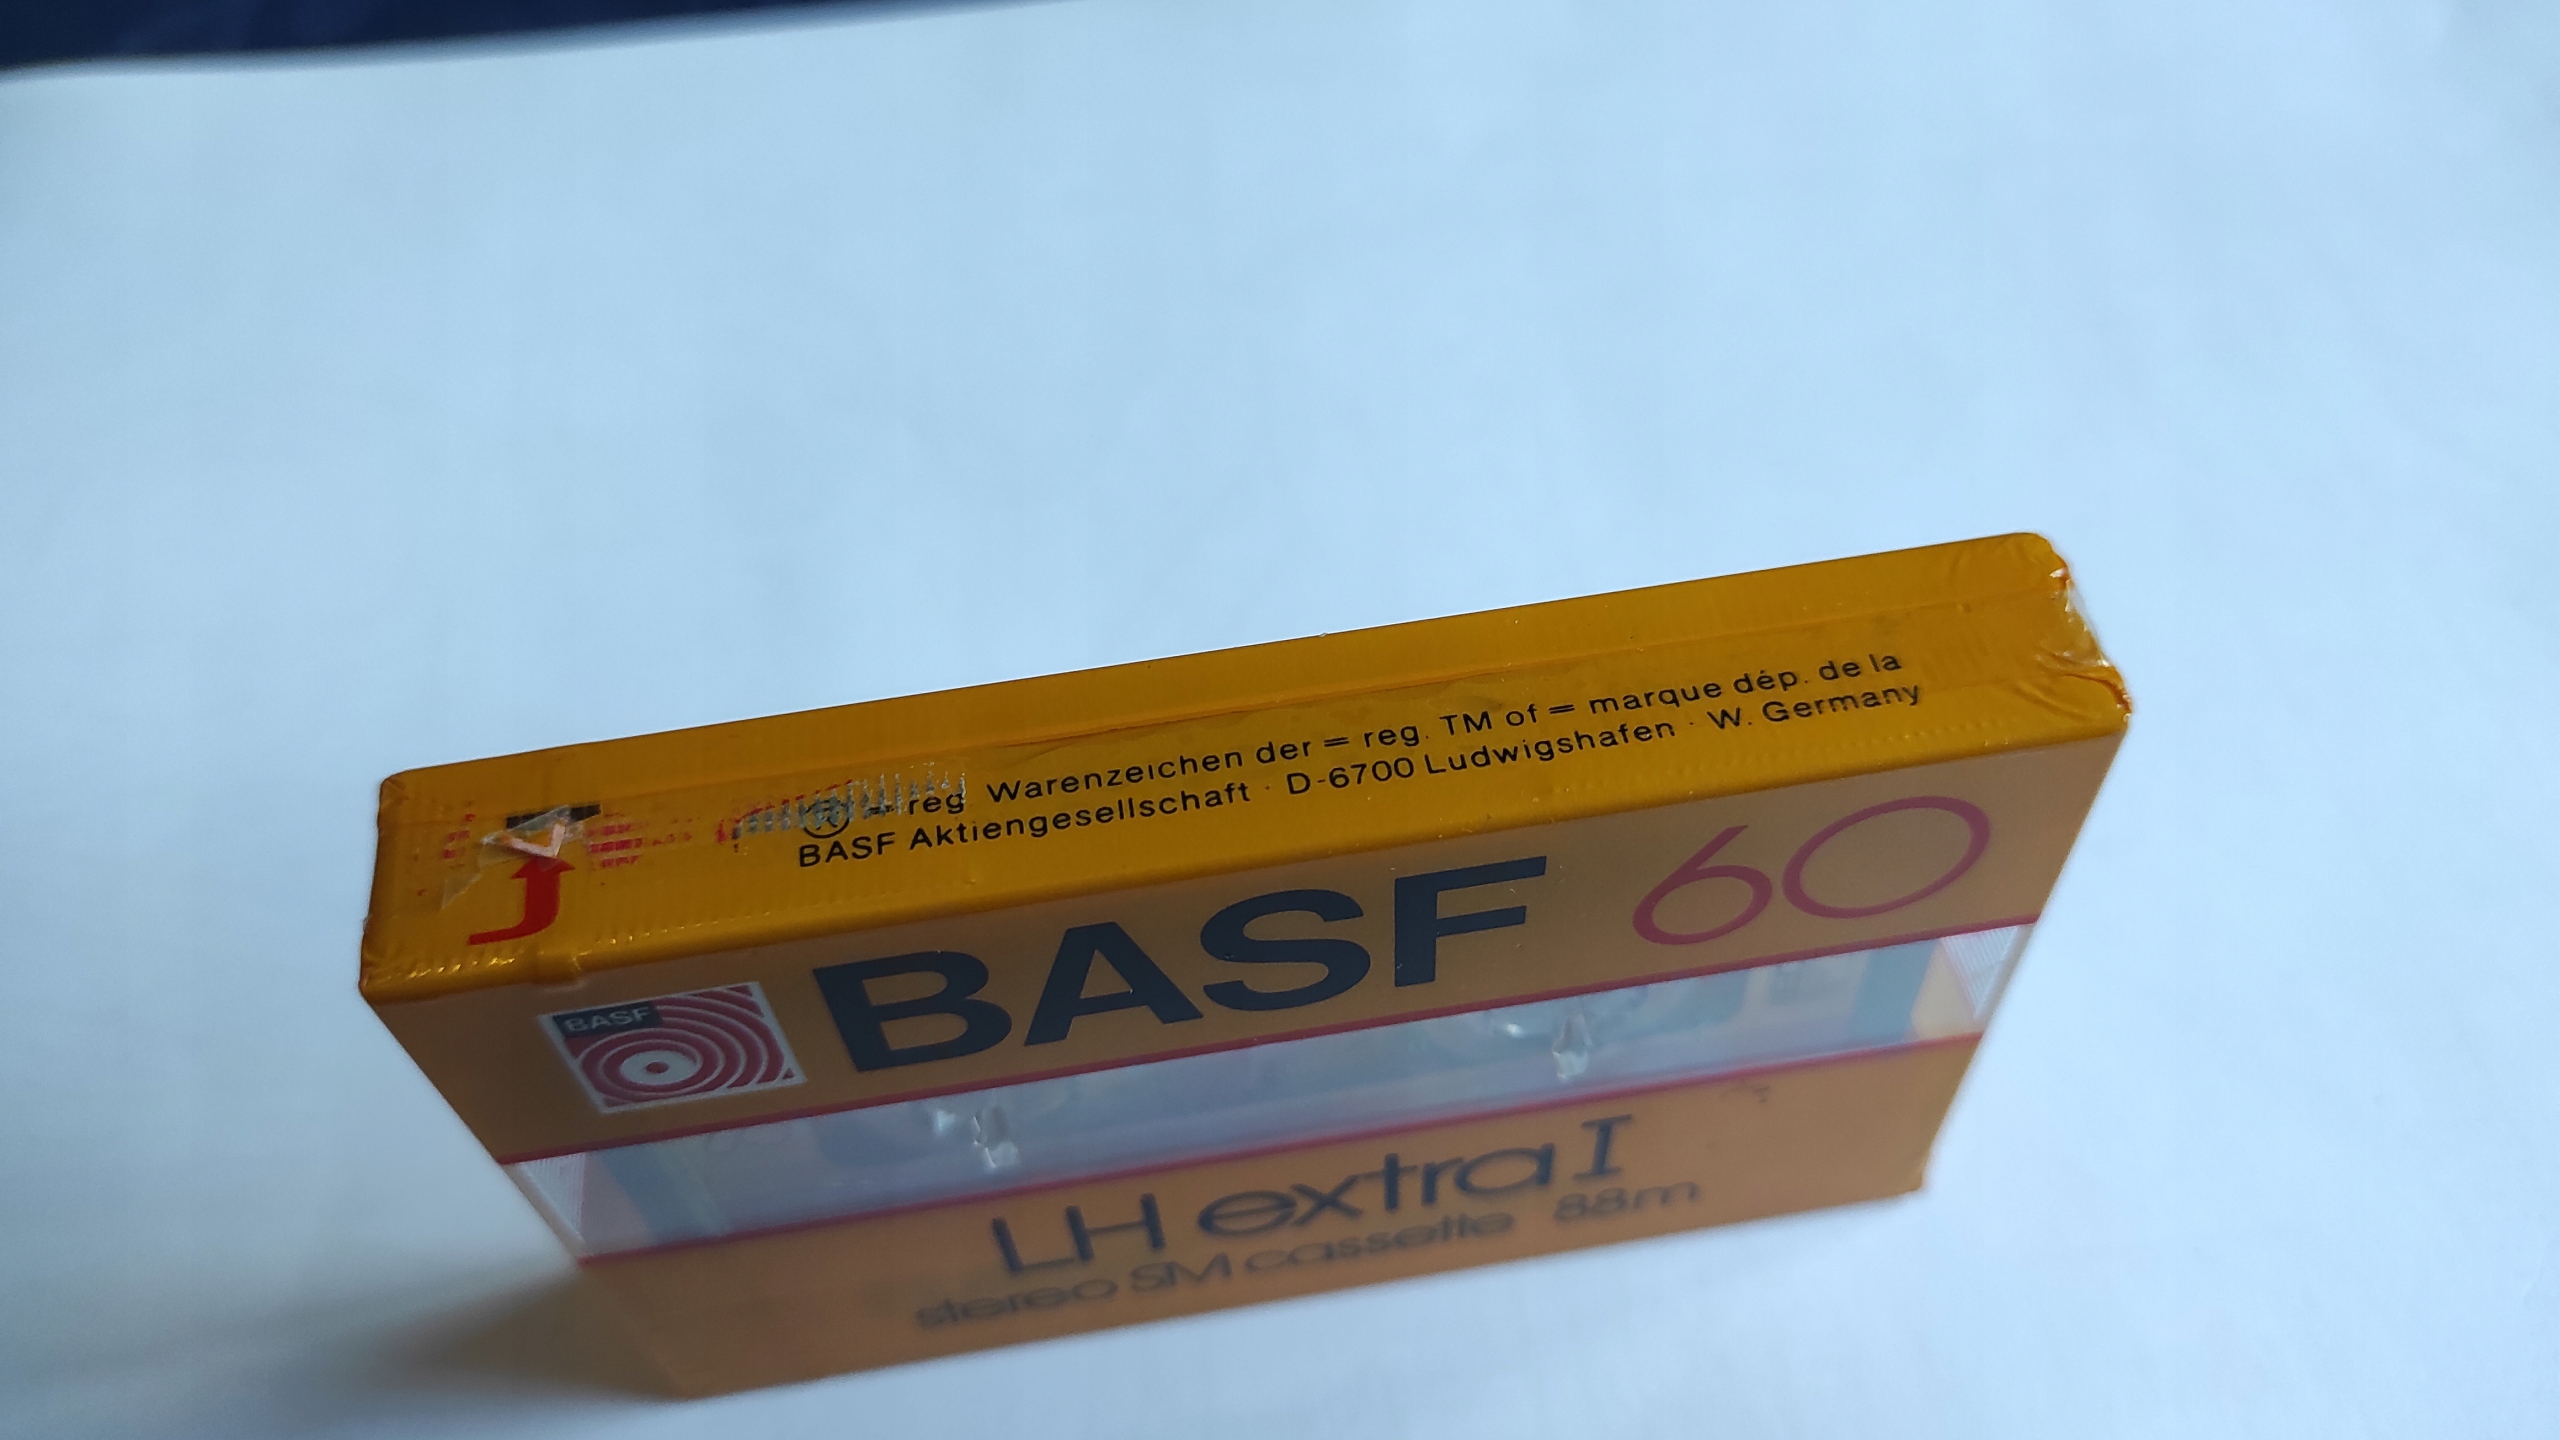 ® = reg. Warenzeichen der = reg. TM of = marque dép. de la
BASF Aktiengesellschaft · D-6700 Ludwigshafen · W. Germany
BASF
BASF 60
LH extra I
stereo SM cassette 88m